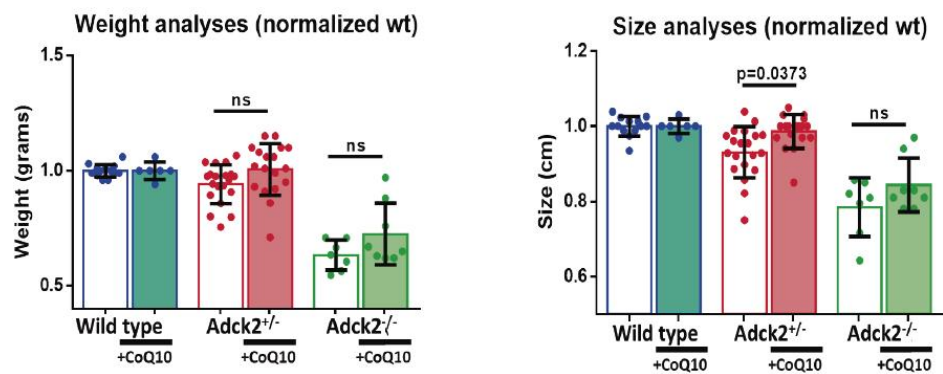 Weight analyses (normalized wt)
1.5
1.0
0.5
Weight (grams)
ns
ns
Wild type Adck2+/- Adck2-/-
+CoQ10 +CoQ10 +CoQ10
Size analyses (normalized wt)
1.2
1.0
0.8
0.6
Size (cm)
p=0.0373
ns
Wild type Adck2+/- Adck2-/-
+CoQ10 +CoQ10 +CoQ10